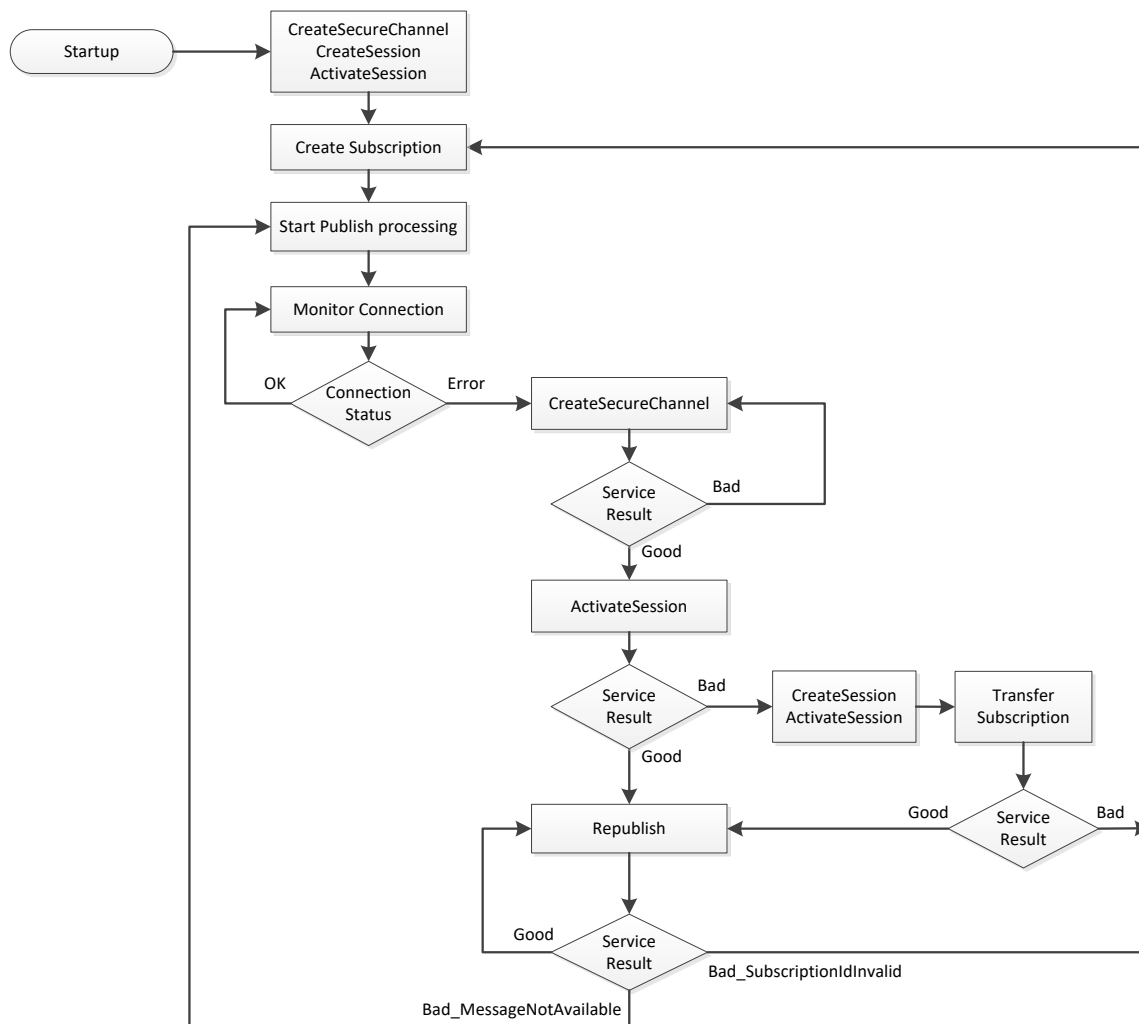 Startup
CreateSecureChannel
CreateSession
ActivateSession
Create Subscription
Start Publish processing
Monitor Connection
OK
Connection
Status
Error
CreateSecureChannel
Service
Result
Bad
Good
ActivateSession
Service
Result
Bad
CreateSession
ActivateSession
Transfer
Subscription
Good
Republish
Good
Service
Result
Bad
Good
Service
Result
Bad_SubscriptionIdInvalid
Bad_MessageNotAvailable